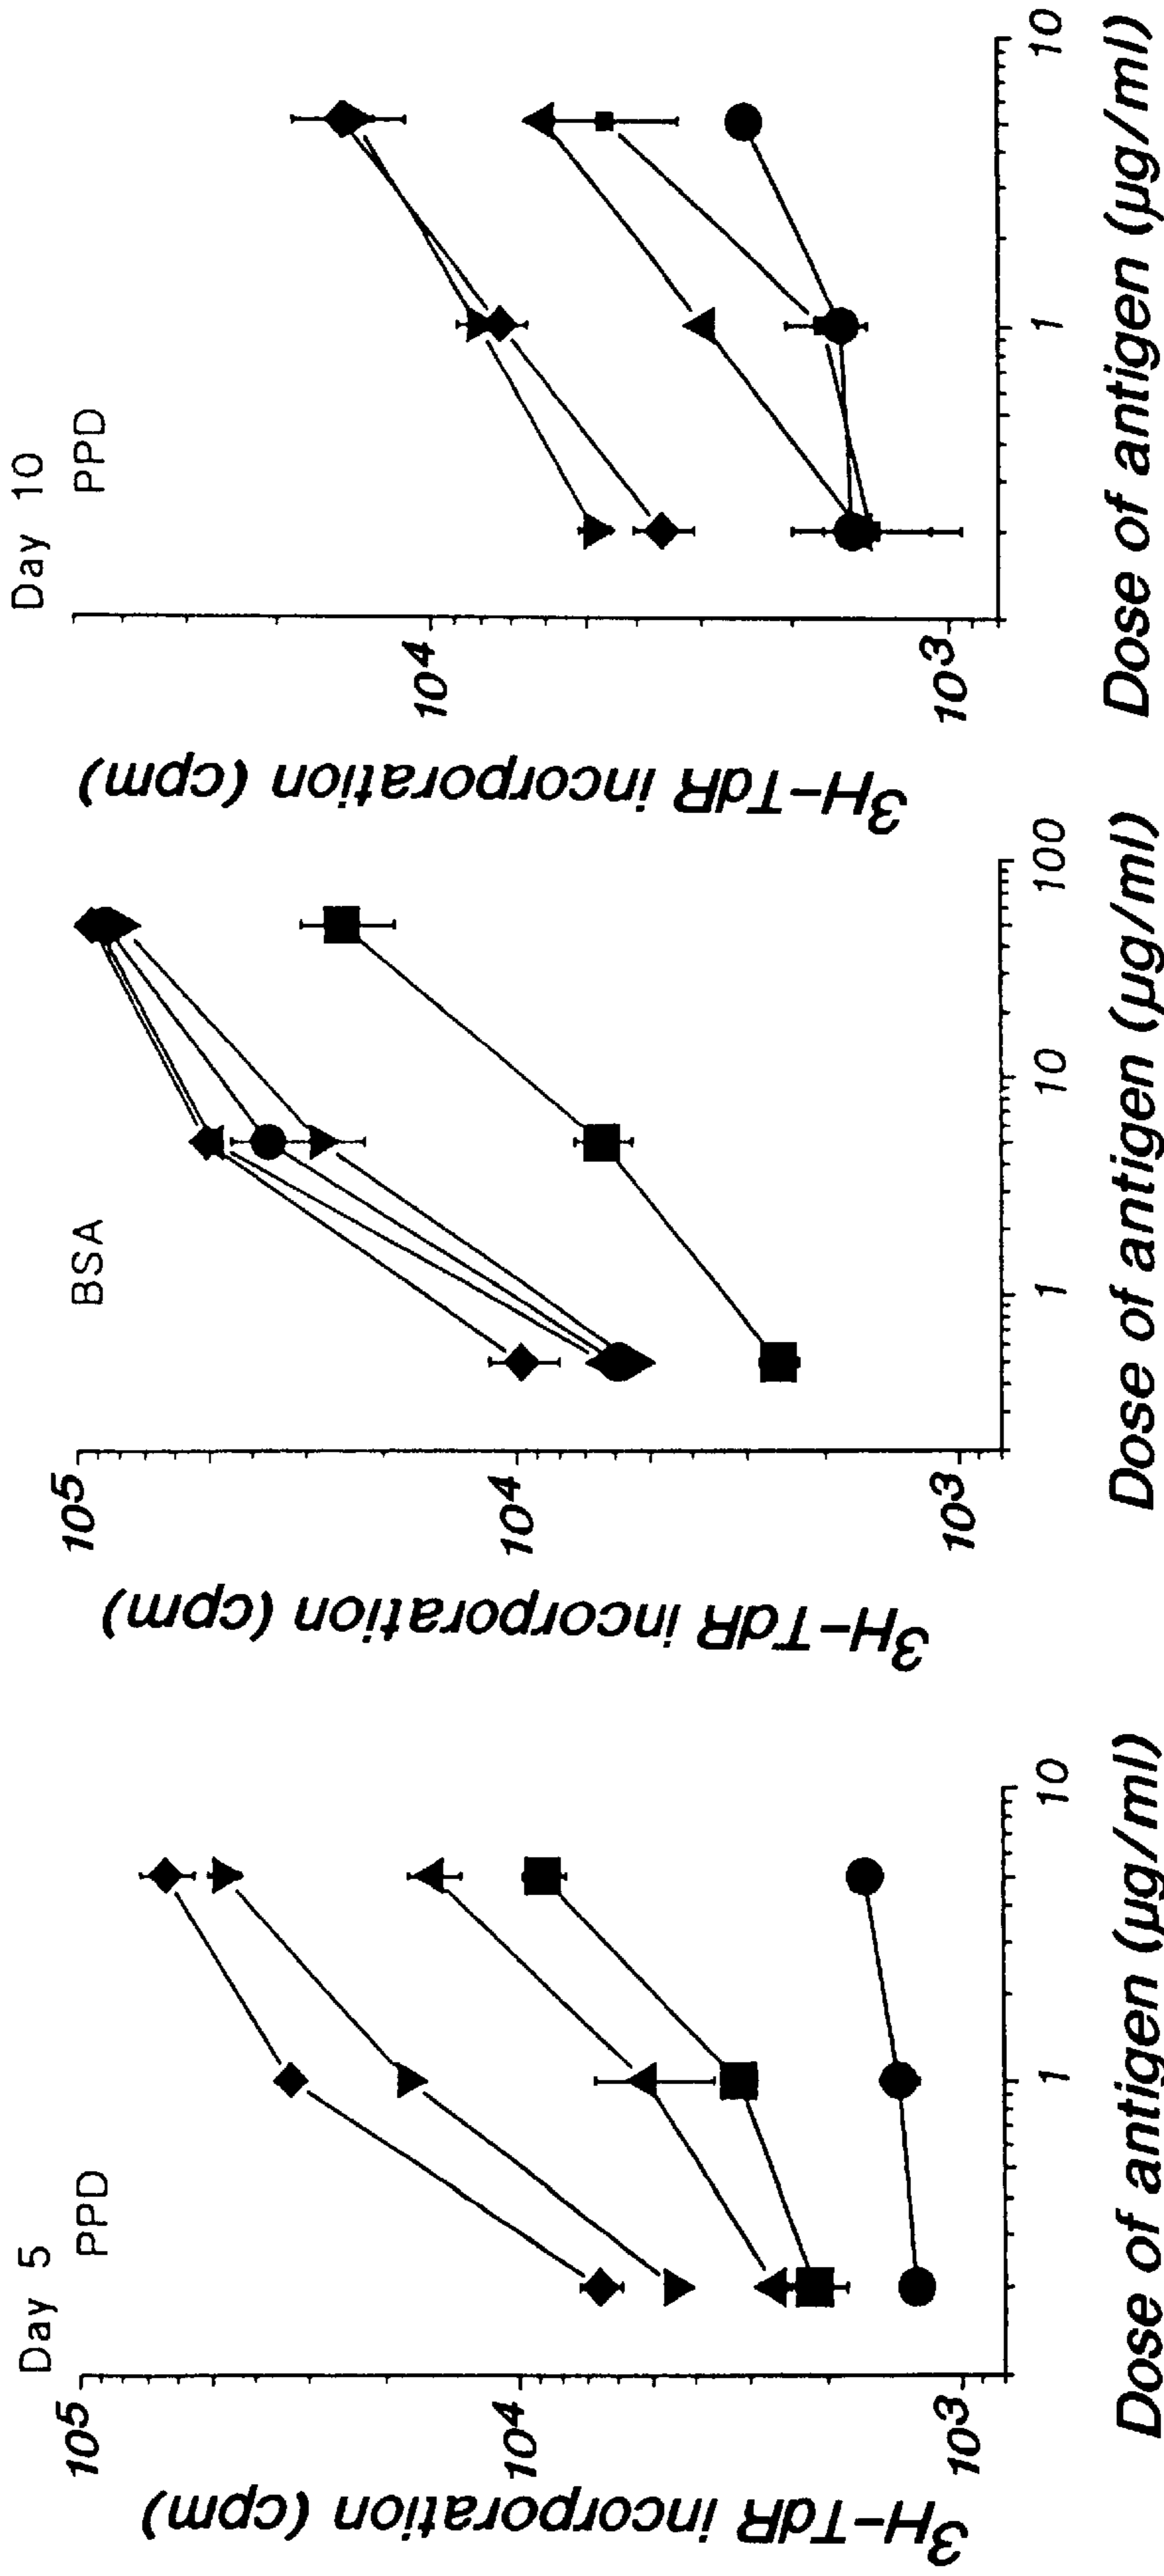 Day 5
PPD
10⁵
10⁴
10³
³H-TdR incorporation (cpm)
1
10
Dose of antigen (µg/ml)
BSA
10⁵
10⁴
10³
³H-TdR incorporation (cpm)
1
10
100
Dose of antigen (µg/ml)
Day 10
PPD
10⁴
10³
³H-TdR incorporation (cpm)
1
10
Dose of antigen (µg/ml)